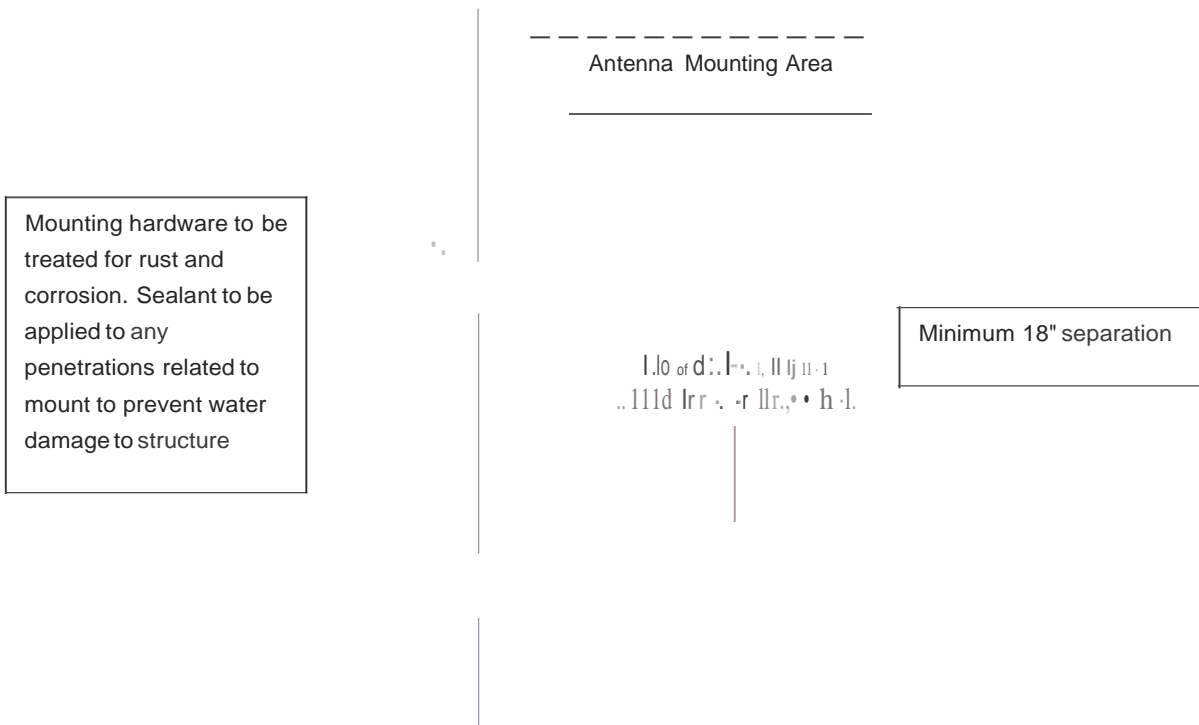 Antenna Mounting Area
Mounting hardware to be
treated for rust and
corrosion. Sealant to be
applied to any
penetrations related to
mount to prevent water
damage to structure
Minimum 18" separation
of